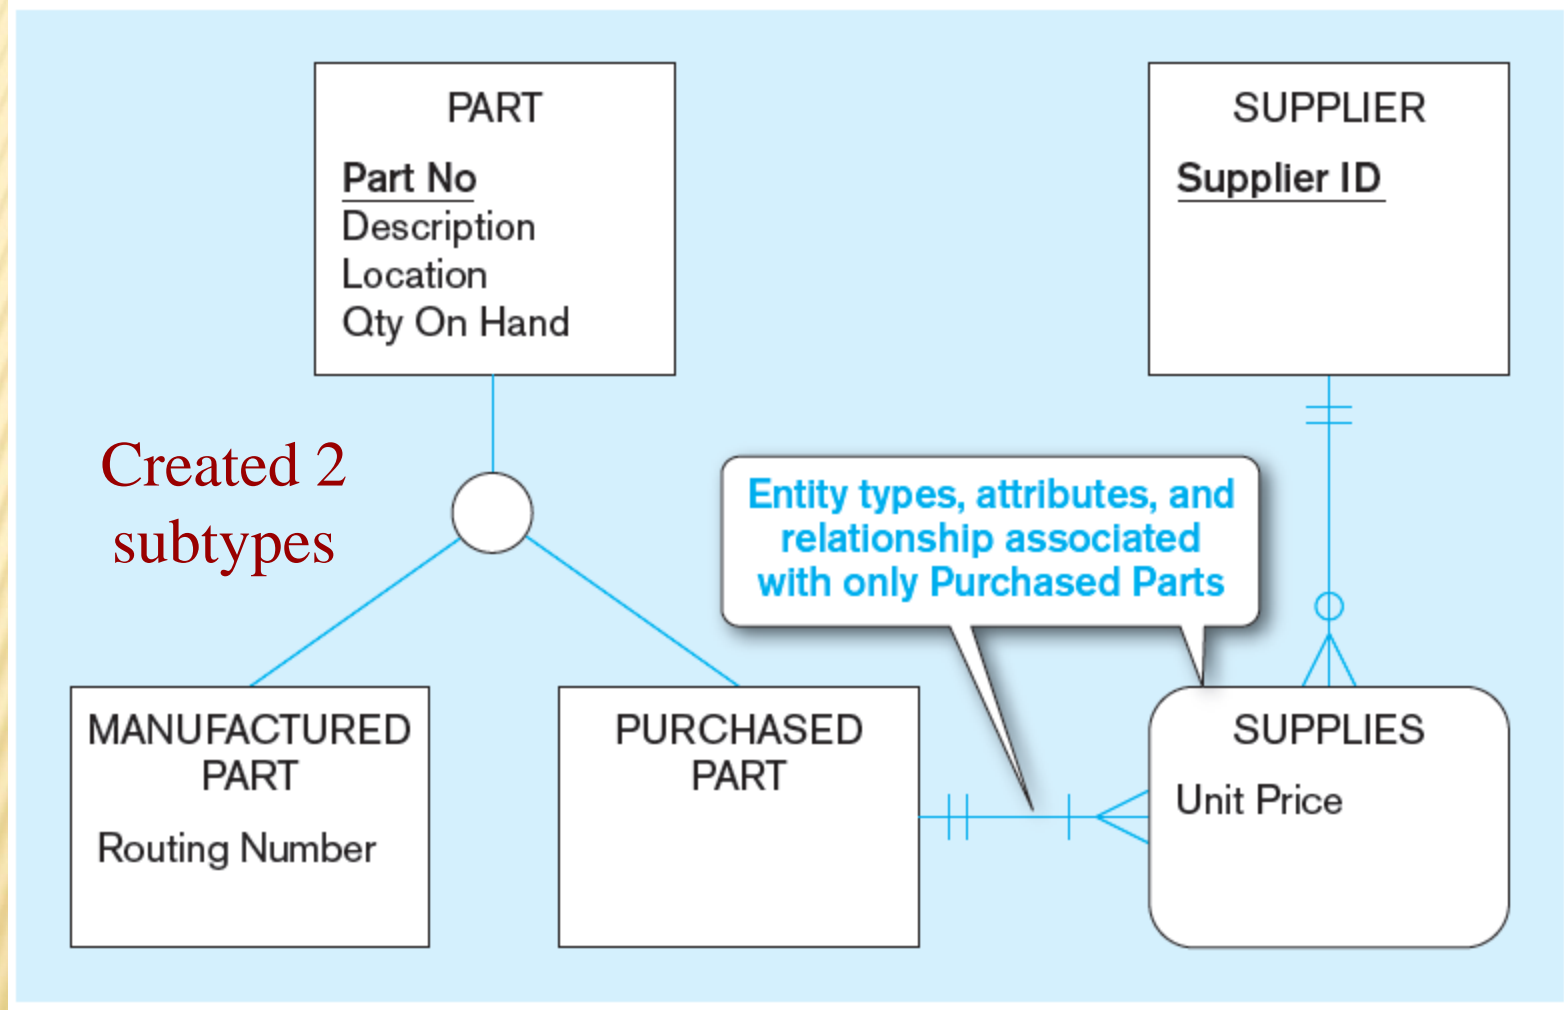 PART
Part No
Description
Location
Qty On Hand
SUPPLIER
Supplier ID
Created 2
subtypes
Entity types, attributes, and
relationship associated
with only Purchased Parts
MANUFACTURED
PART
Routing Number
PURCHASED
PART
SUPPLIES
Unit Price